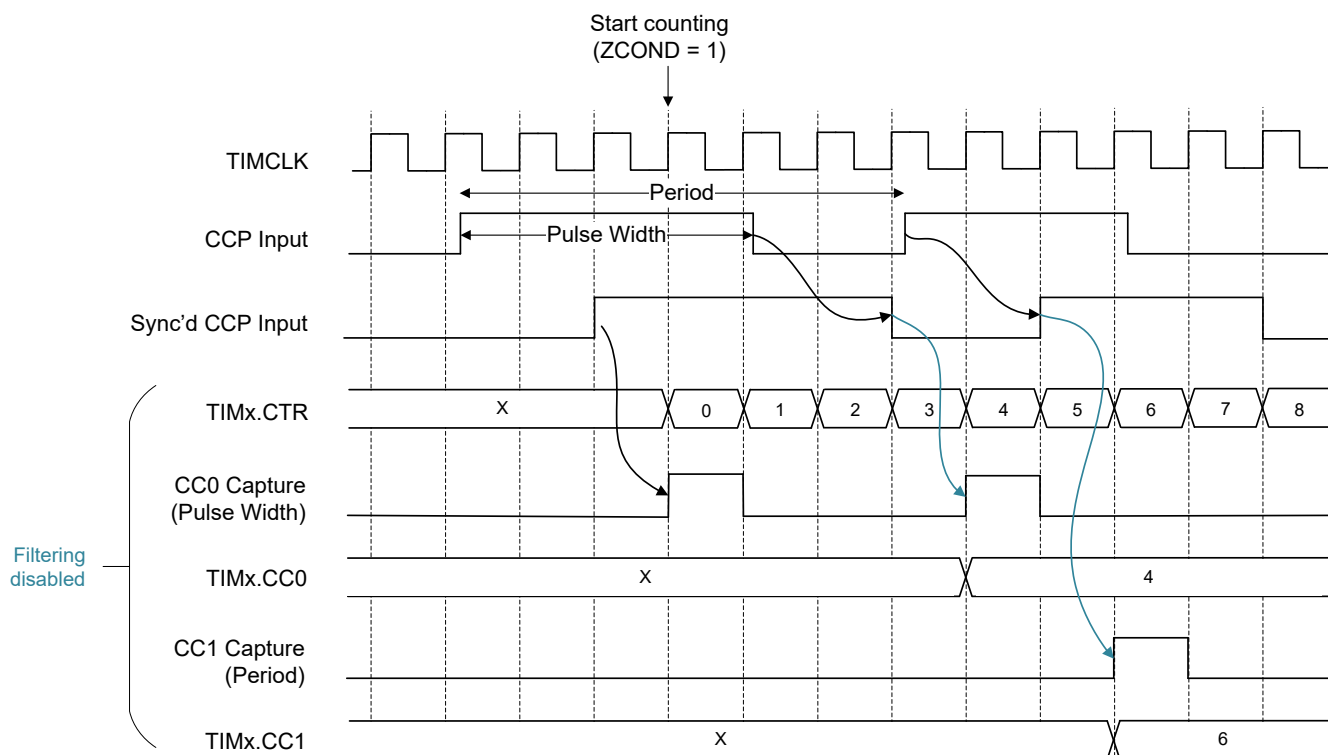 Start counting
(ZCOND = 1)
TIMCLK
Period
CCP Input
Pulse Width
Sync'd CCP Input
TIMx.CTR
X
0
1
2
3
4
5
6
7
8
CC0 Capture
(Pulse Width)
Filtering
disabled
TIMx.CC0
X
4
CC1 Capture
(Period)
TIMx.CC1
X
6